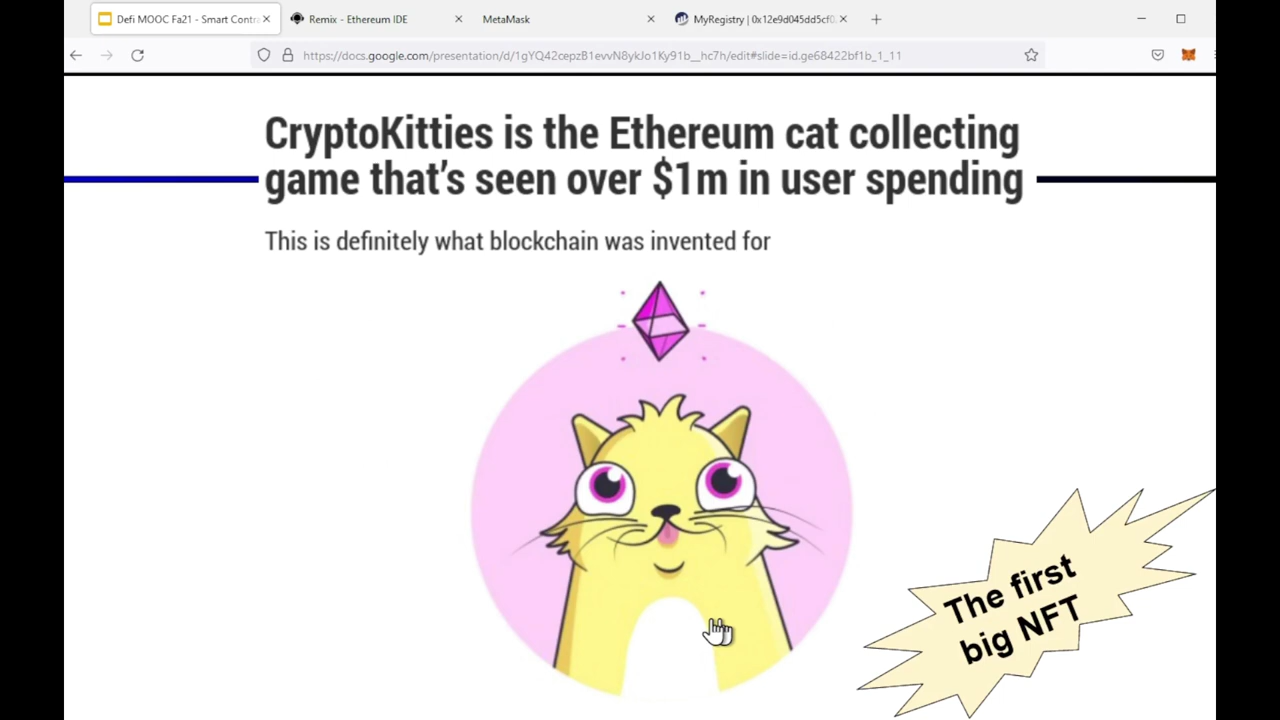 Defi MOOC Fa21 - Smart Contra
Remix - Ethereum IDE
MetaMask
MyRegistry | 0x12e9d045dd5cf0
https://docs.google.com/presentation/d/1gYQ42cepzB1evvN8ykJo1Ky91b__hc7h/edit#slide=id.ge68422bf1b_1_11
CryptoKitties is the Ethereum cat collecting
game that's seen over $1m in user spending
This is definitely what blockchain was invented for
The first
big NFT